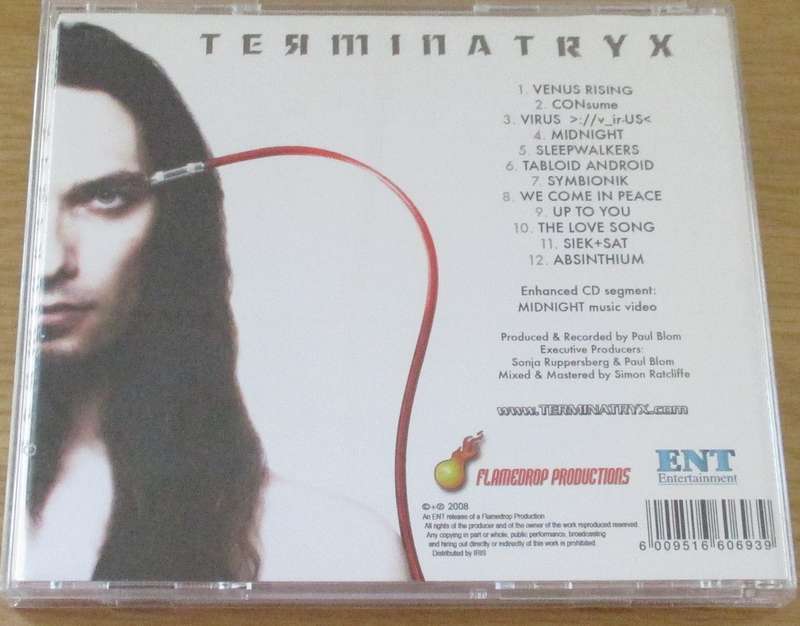 TEЯMINATRYX
1. VENUS RISING
2. CONsume
3. VIRUS >://v_ir-US<
4. MIDNIGHT
5. SLEEPWALKERS
6. TABLOID ANDROID
7. SYMBIONIK
8. WE COME IN PEACE
9. UP TO YOU
10. THE LOVE SONG
11. SIEK+SAT
12. ABSINTHIUM
Enhanced CD segment:
MIDNIGHT music video
Produced & Recorded by Paul Blom
Executive Producers:
Sonja Ruppersberg & Paul Blom
Mixed & Mastered by Simon Ratcliffe
www.TERMINATRYX.com
FLAMEDROP PRODUCTIONS
ENT
Entertainment
©+℗ 2008
An ENT release of a Flamedrop Production
All rights of the producer and of the owner of the work reproduced reserved.
Any copying in part or whole, public performance, broadcasting
and hiring out directly or indirectly of this work is prohibited.
Distributed by IRIS
6 009516 606939